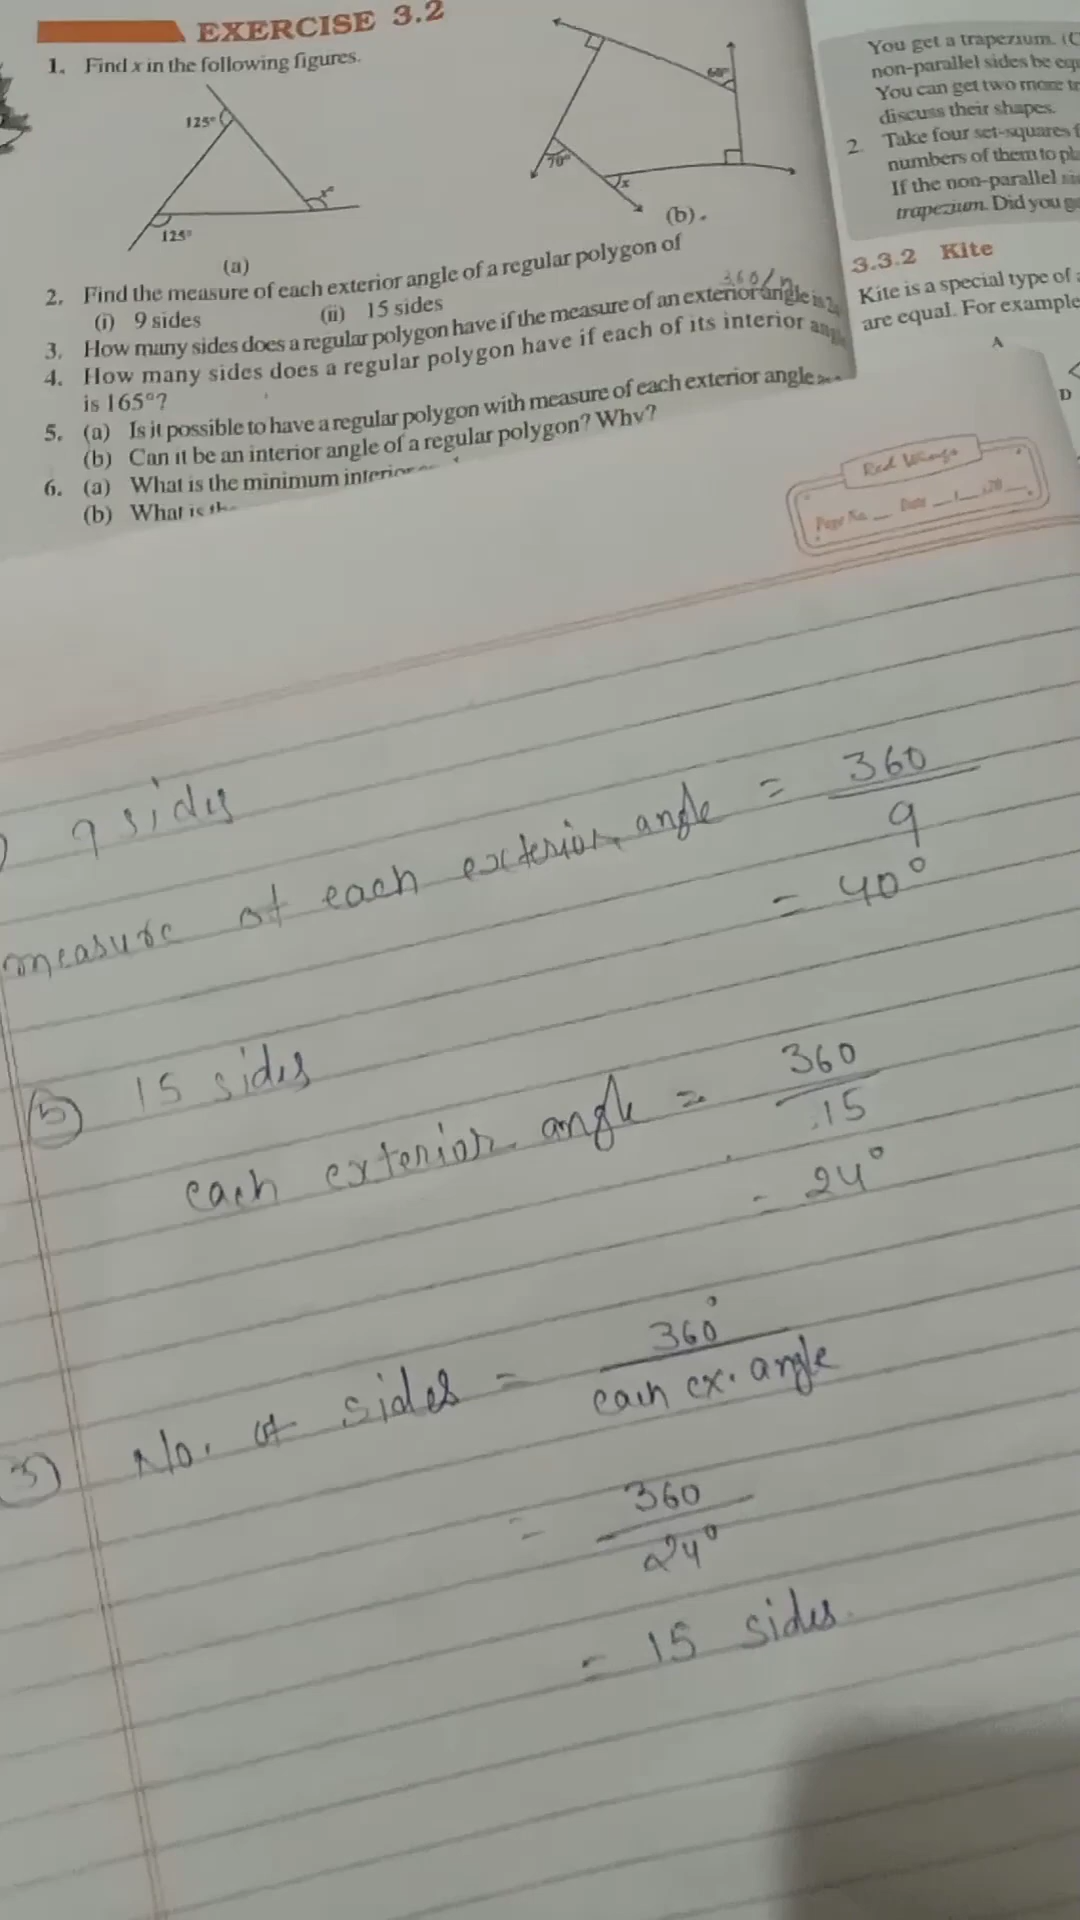 EXERCISE 3.2
1. Find x in the following figures.
125°
x°
125°
(a)
60°
70°
x
(b)
2. Find the measure of each exterior angle of a regular polygon of
(i) 9 sides (ii) 15 sides
360/n
3. How many sides does a regular polygon have if the measure of an exterior angle is
4. How many sides does a regular polygon have if each of its interior
is 165°?
5. (a) Is it possible to have a regular polygon with measure of each exterior angle
(b) Can it be an interior angle of a regular polygon? Why?
6. (a) What is the minimum interior
(b) What is
You get a trapezium.
non-parallel sides be
You can get two more
discuss their shapes.
2. Take four set-squares
numbers of them to
If the non-parallel
trapezium. Did you
3.3.2 Kite
Kite is a special type of
are equal. For example
A
D
Red Wings
Page No. Date
9 sides
measure of each exterior angle = 360
9
= 40°
15 sides
each exterior angle = 360
15
= 24°
3 No. of sides = 360°
each ex. angle
= 360
24°
= 15 sides.